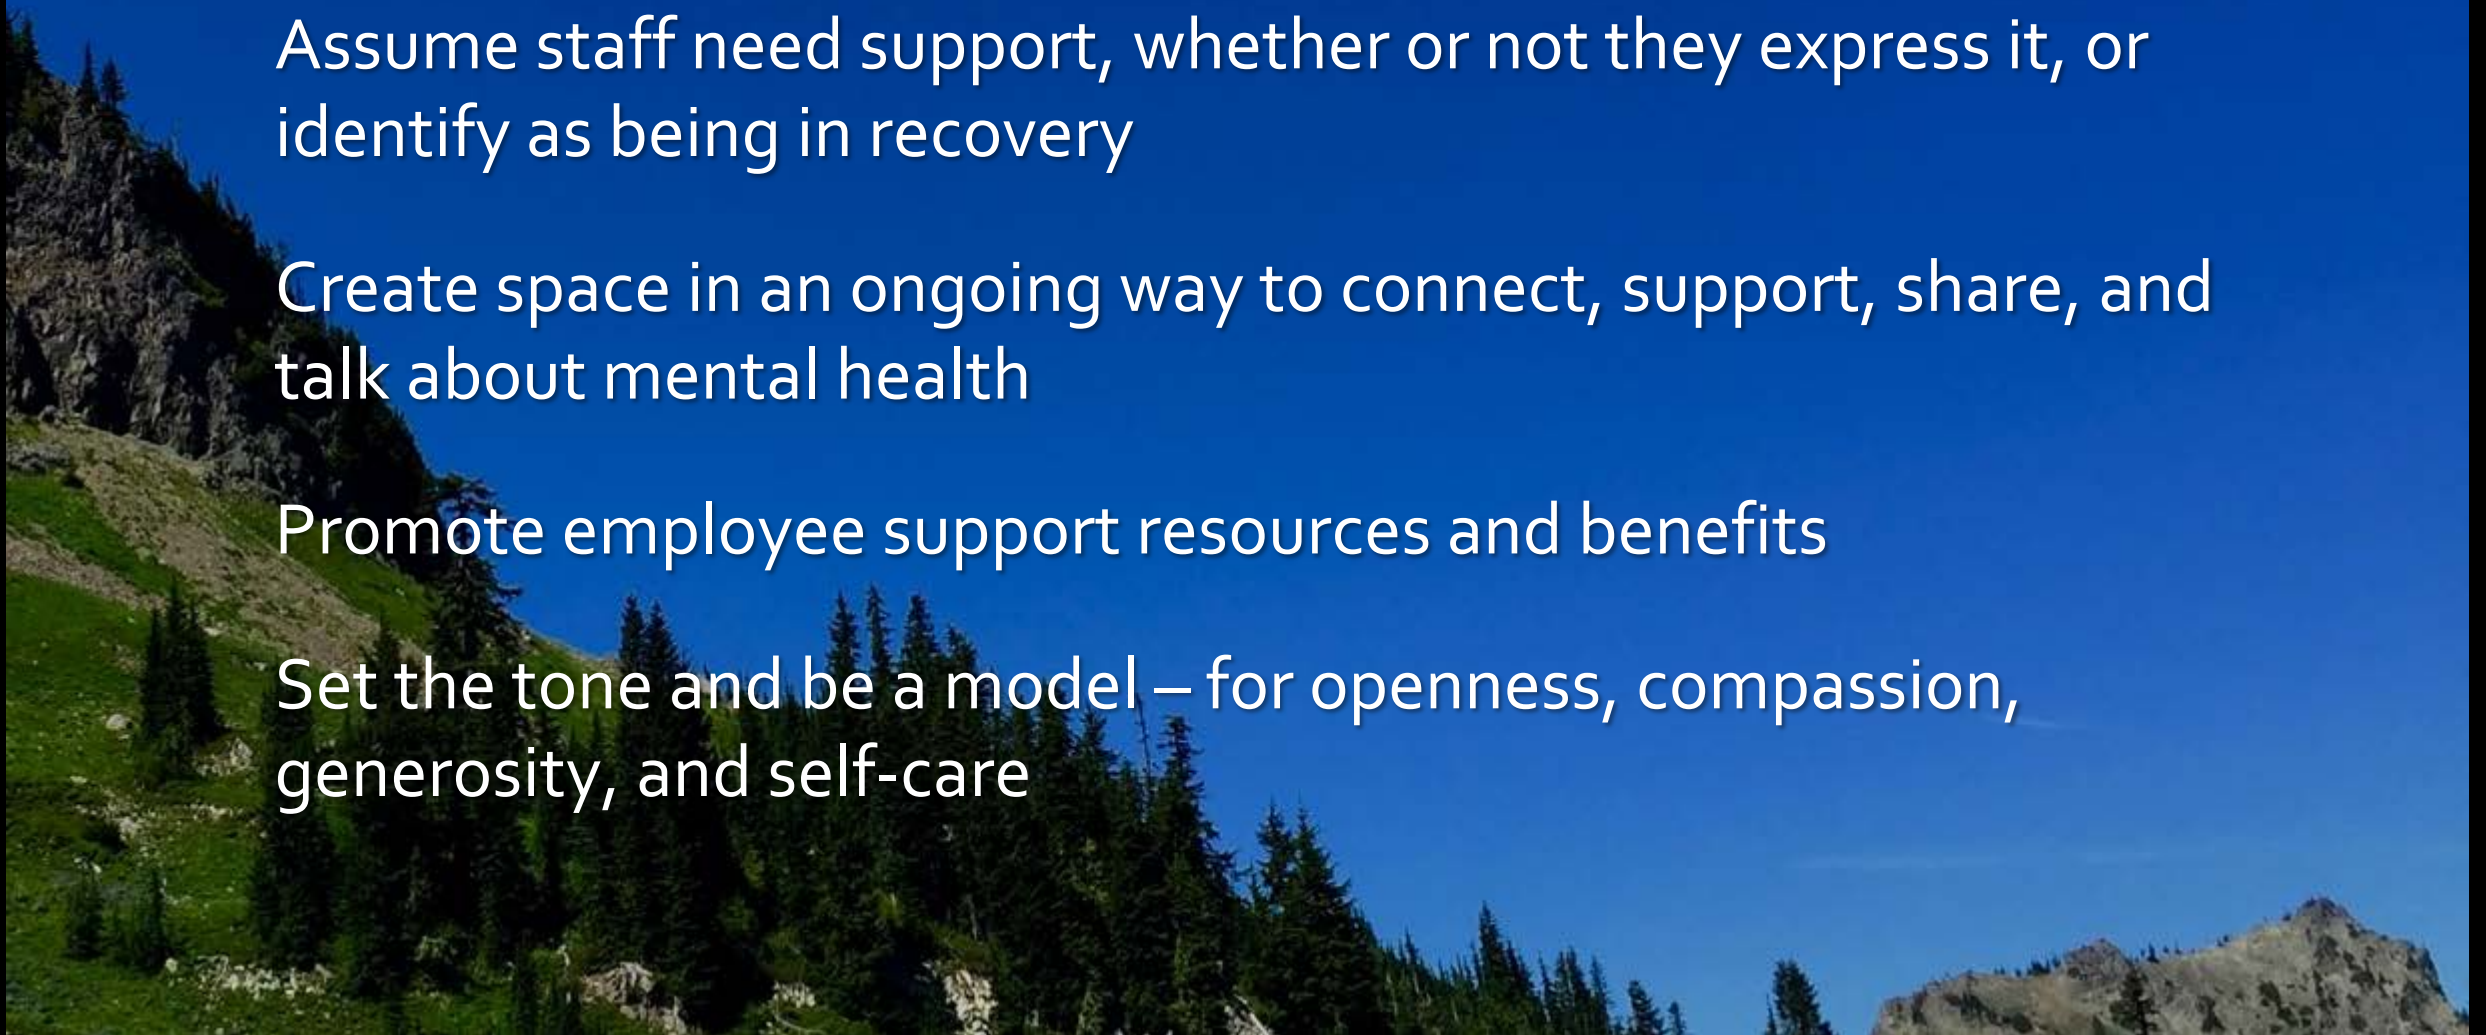 Assume staff need support, whether or not they express it, or
identify as being in recovery
Create space in an ongoing way to connect, support, share, and
talk about mental health
Promote employee support resources and benefits
Set the tone and be a model – for openness, compassion,
generosity, and self-care